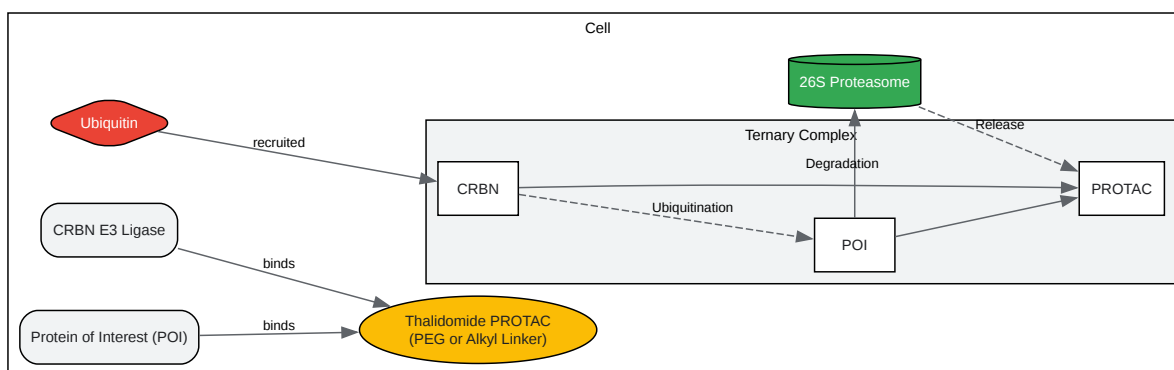 Cell
26S Proteasome
Ubiquitin
recruited
Release
Ternary Complex
Degradation
CRBN
PROTAC
Ubiquitination
CRBN E3 Ligase
POI
binds
Thalidomide PROTAC
(PEG or Alkyl Linker)
binds
Protein of Interest (POI)